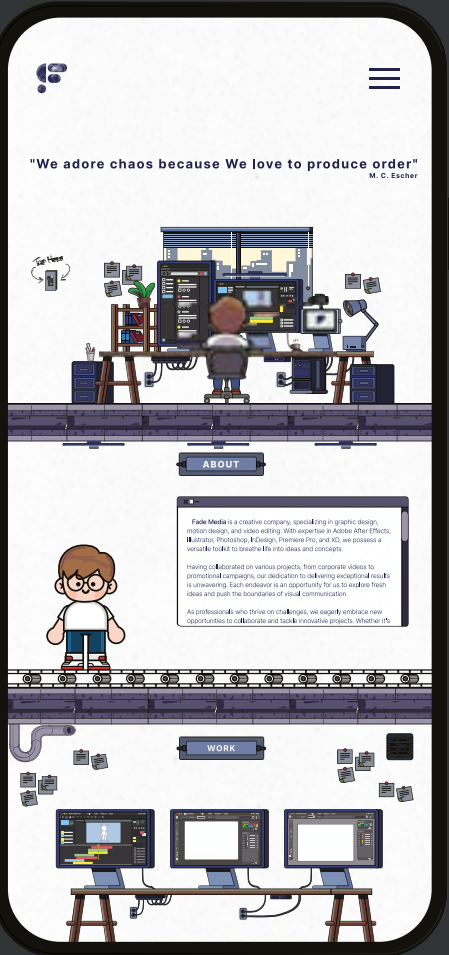 "We adore chaos because We love to produce order"
M. C. Escher
Tap Here
ABOUT
Fade Media is a creative company, specializing in graphic design,
motion design, and video editing. With expertise in Adobe After Effects,
Illustrator, Photoshop, InDesign, Premiere Pro, and XD, we possess a
versatile toolkit to breathe life into ideas and concepts.
Having collaborated on various projects, from corporate videos to
promotional campaigns, our dedication to delivering exceptional results
is unwavering. Each endeavor is an opportunity for us to explore fresh
ideas and push the boundaries of visual communication.
As professionals who thrive on challenges, we eagerly embrace new
opportunities to collaborate and tackle innovative projects. Whether it's
WORK